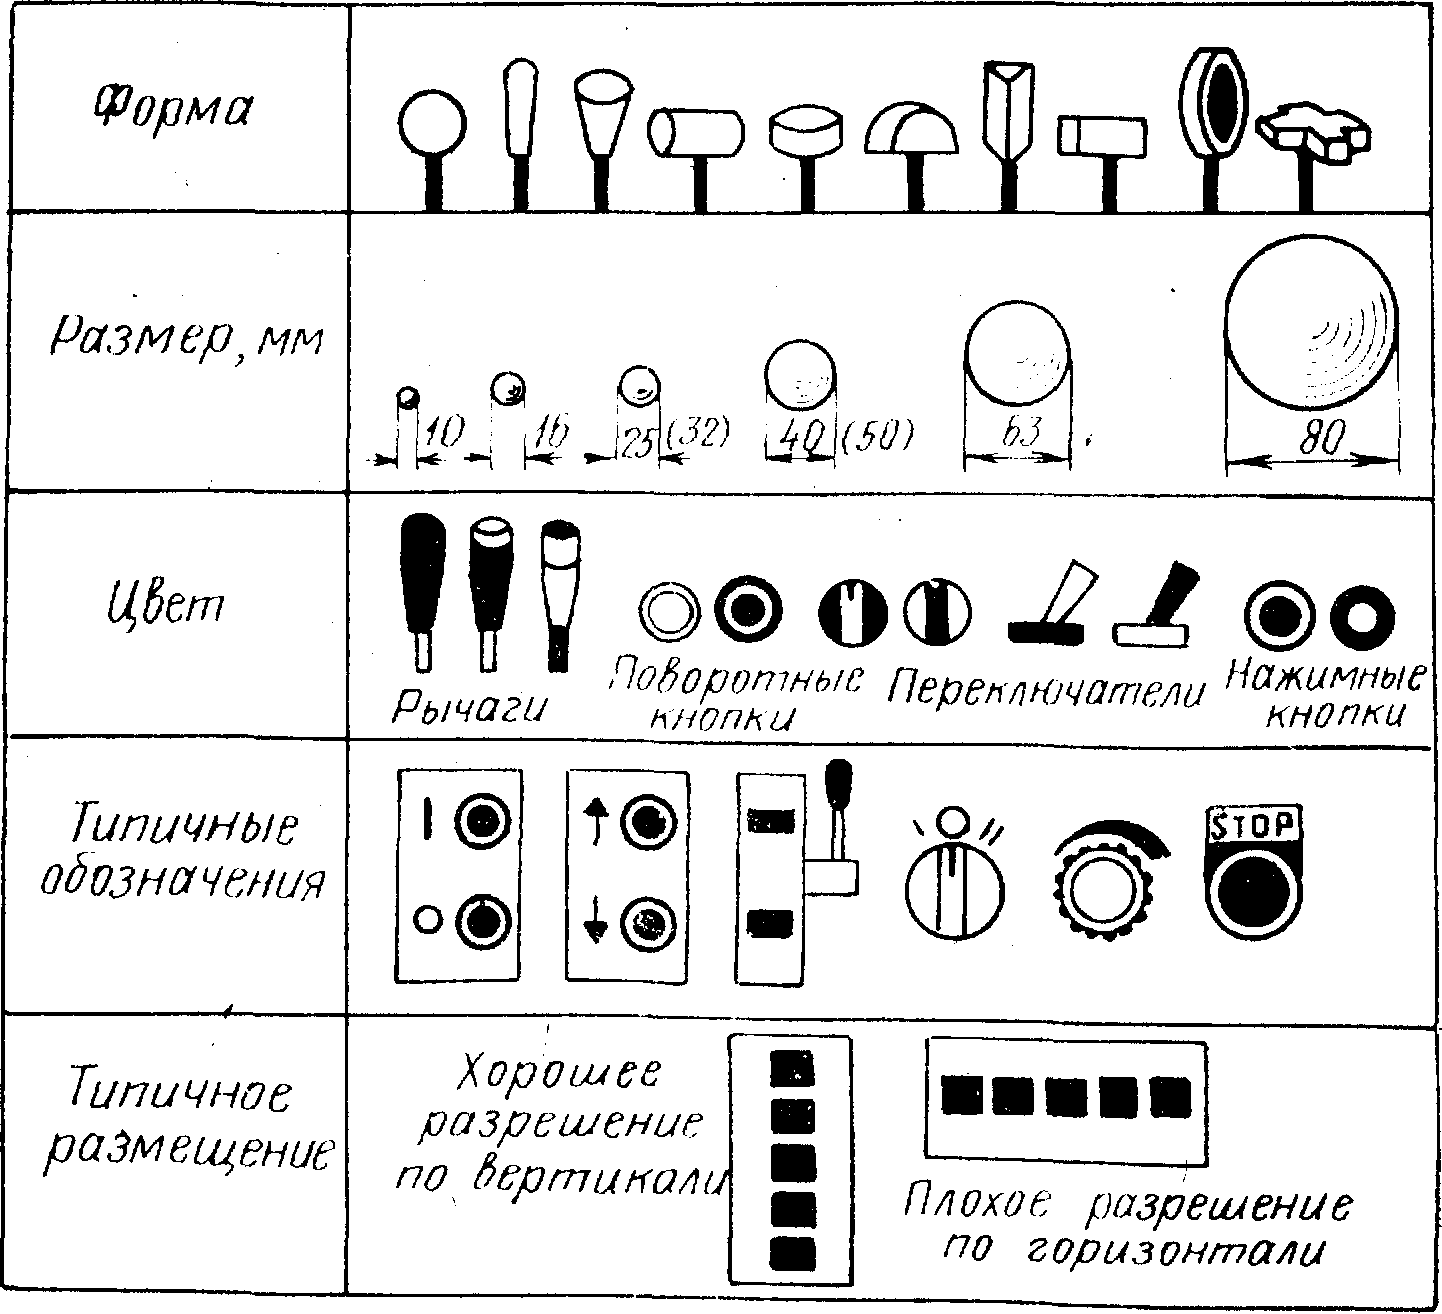 Форма
Размер, мм
10 16 25 (32) 40 (50) 63 80
Цвет
Рычаги
Поворотные
кнопки
Переключатели
Нажимные
кнопки
Типичные
обозначения
STOP
Типичное
размещение
Хорошее
разрешение
по вертикали
Плохое разрешение
по горизонтали